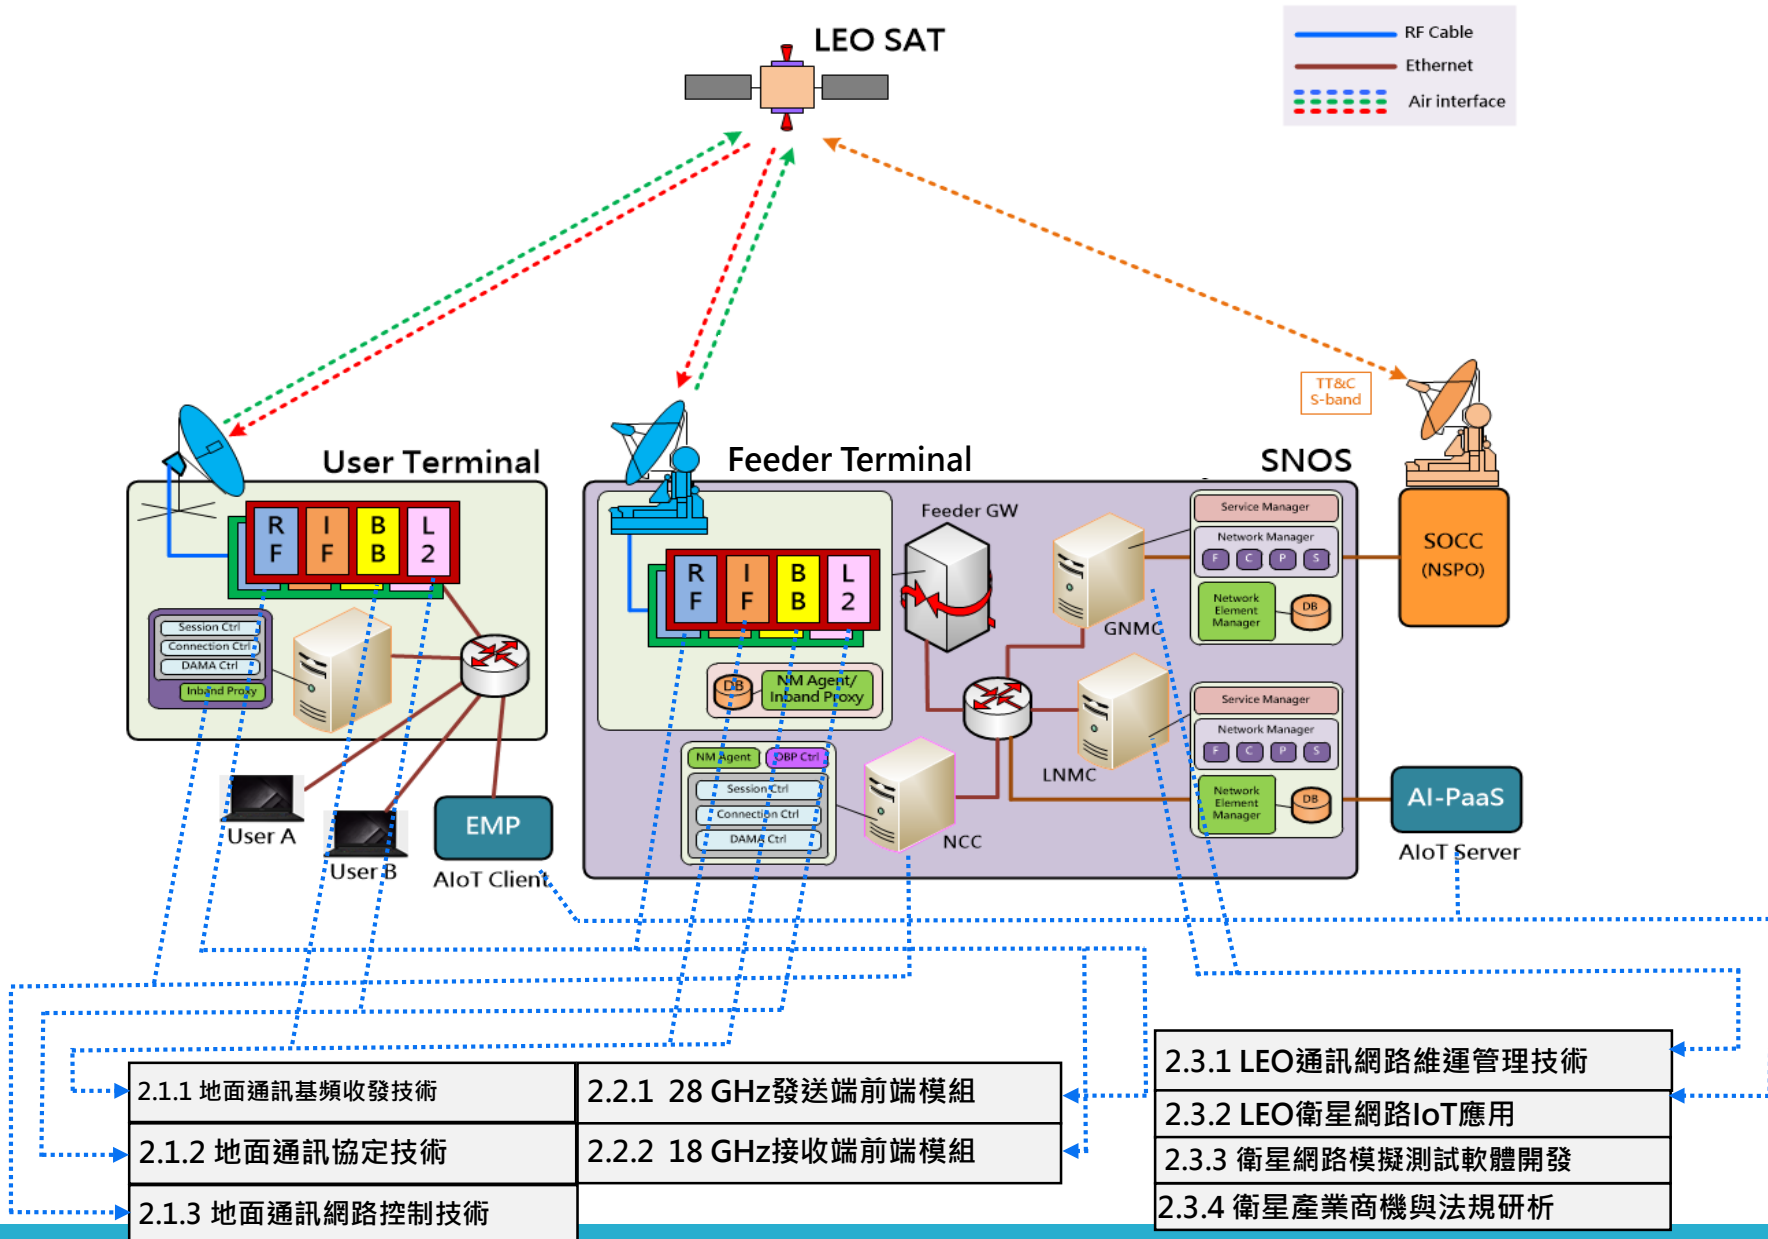 LEO SAT
RF Cable
Ethernet
Air interface
TT&C
S-band
User Terminal
Feeder Terminal
SNOS
R
F
I
F
B
B
L
2
Session Ctrl
Connection Ctrl
DAMA Ctrl
Inband Proxy
User A
User B
EMP
AIoT Client
R
F
I
F
B
B
L
2
DB
NM Agent/
Inband Proxy
Feeder GW
GNMC
LNMC
NCC
NM Agent
OBP Ctrl
Session Ctrl
Connection Ctrl
DAMA Ctrl
Service Manager
Network Manager
F C P S
Network
Element
Manager
DB
Service Manager
Network Manager
F C P S
Network
Element
Manager
DB
SOCC
(NSPO)
AI-PaaS
AIoT Server
2.1.1 地面通訊基頻收發技術
2.1.2 地面通訊協定技術
2.1.3 地面通訊網路控制技術
2.2.1 28 GHz發送端前端模組
2.2.2 18 GHz接收端前端模組
2.3.1 LEO通訊網路維運管理技術
2.3.2 LEO衛星網路IoT應用
2.3.3 衛星網路模擬測試軟體開發
2.3.4 衛星產業商機與法規研析